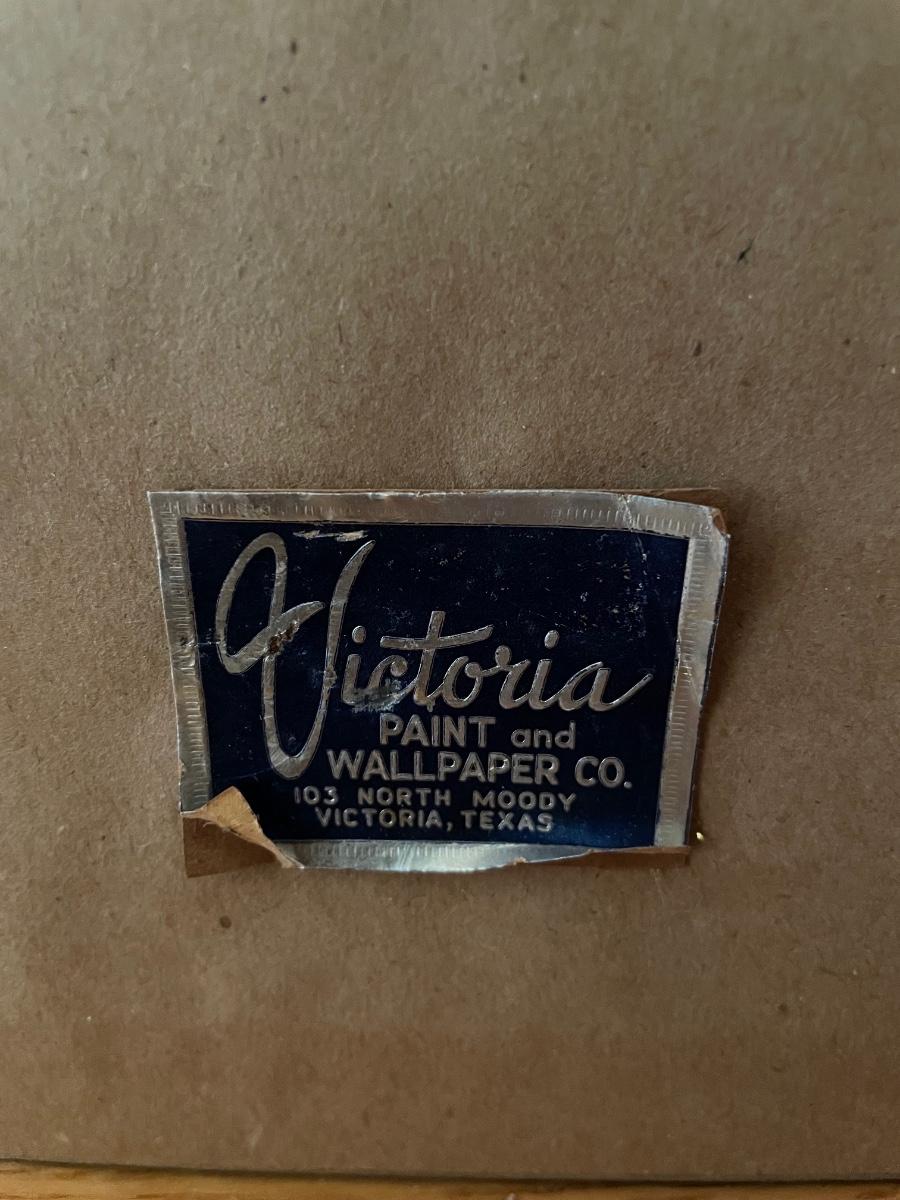 Victoria
PAINT and
WALLPAPER CO.
103 NORTH MOODY
VICTORIA, TEXAS